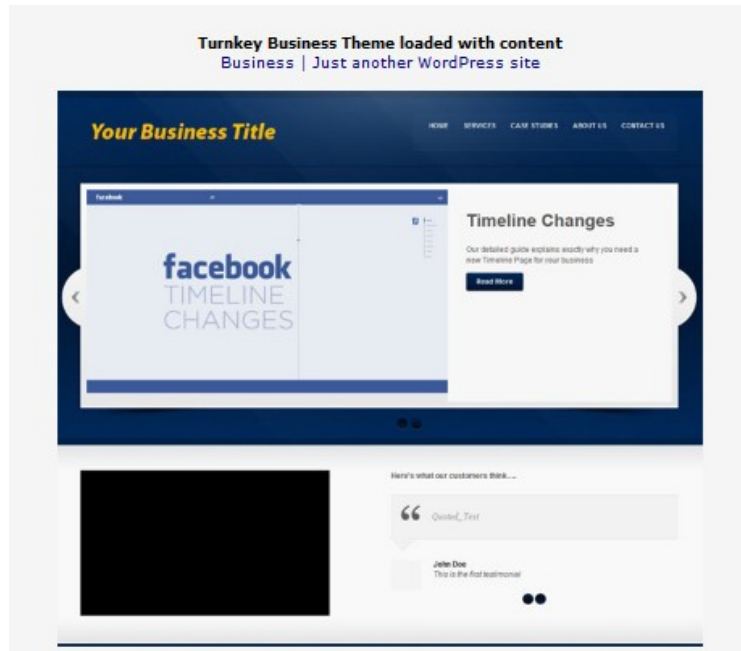 Turnkey Business Theme loaded with content
Business | Just another WordPress site
Your Business Title
HOME SERVICES CASE STUDIES ABOUT US CONTACT US
facebook
facebook
TIMELINE
CHANGES
Timeline Changes
Our detailed guide explains exactly why you need a
new Timeline Page for your business
Read More
Here's what our customers think....
Quoted_Text
John Doe
This is the first testimonial